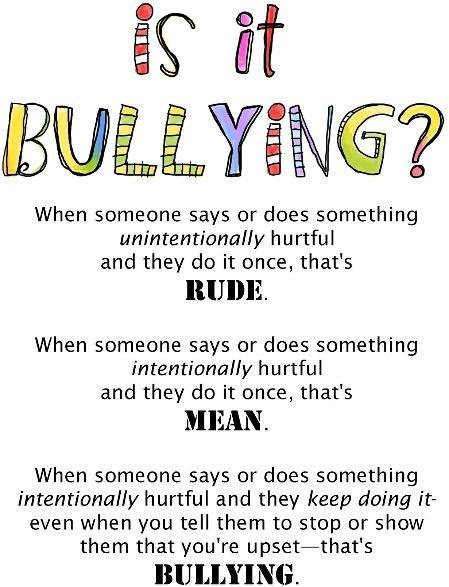 is it
BULLYING?
When someone says or does something
unintentionally hurtful
and they do it once, that's
RUDE.
When someone says or does something
intentionally hurtful
and they do it once, that's
MEAN.
When someone says or does something
intentionally hurtful and they keep doing it-
even when you tell them to stop or show
them that you're upset—that's
BULLYING.